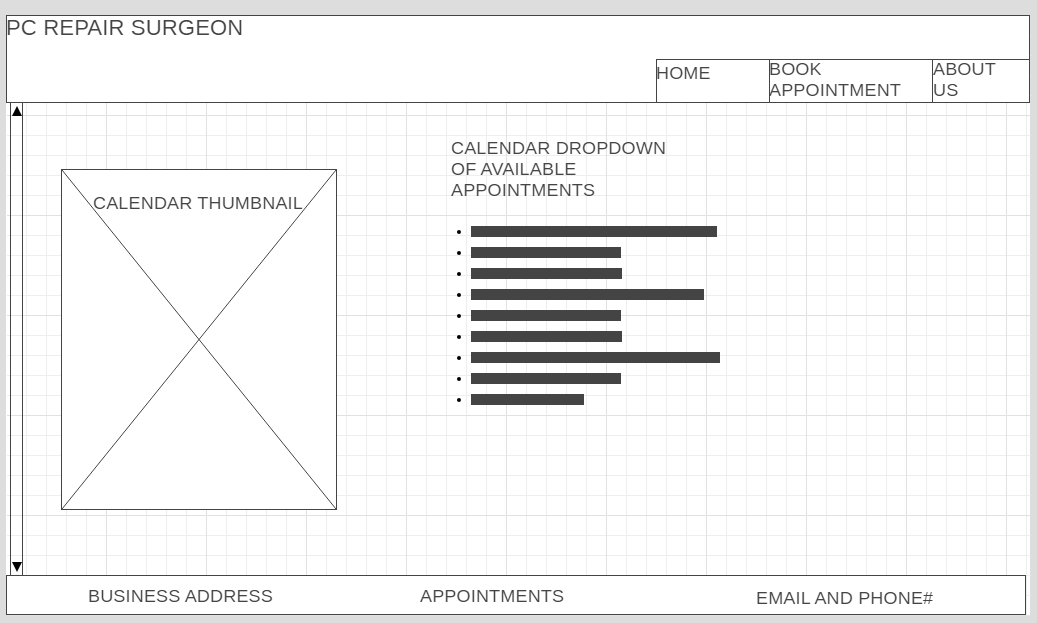 PC REPAIR SURGEON
HOME
BOOK
APPOINTMENT
ABOUT
US
CALENDAR THUMBNAIL
CALENDAR DROPDOWN
OF AVAILABLE
APPOINTMENTS
BUSINESS ADDRESS
APPOINTMENTS
EMAIL AND PHONE#